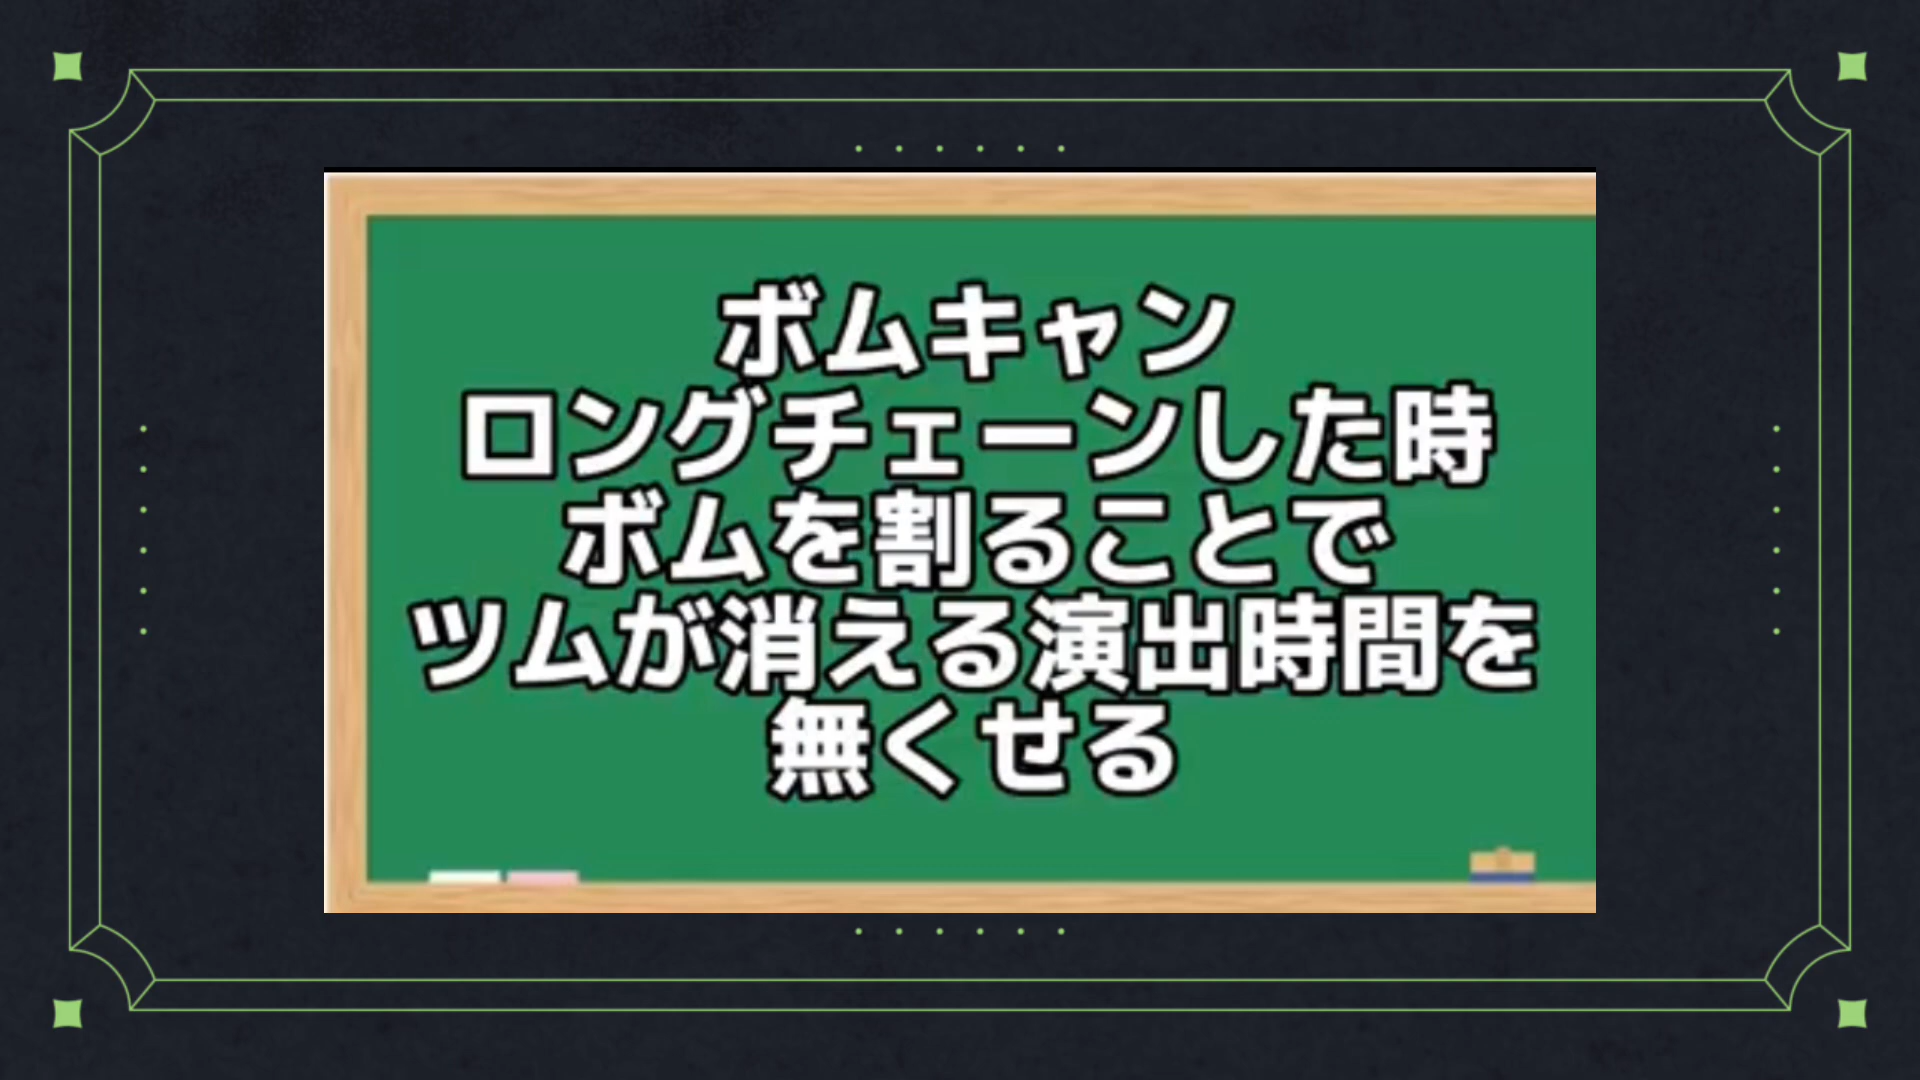 ボムキャン
ロングチェーンした時
ボムを割ることで
ツムが消える演出時間を
無くせる